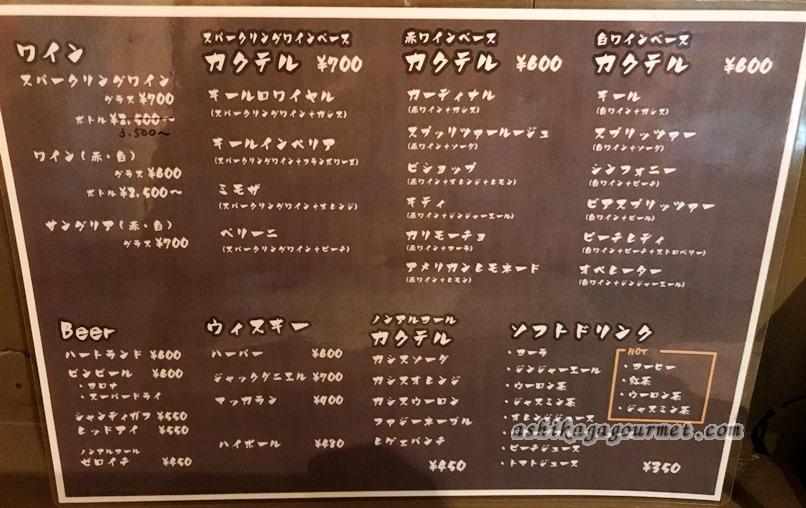 ワイン
スパークリングワイン
グラス ¥700
ボトル ¥2,500〜
3,500〜
ワイン(赤・白)
グラス ¥600
ボトル ¥2,500〜
サングリア(赤・白)
グラス ¥700
スパークリングワインベース
カクテル ¥700
キールロワイヤル
(スパークリングワイン+カシス)
キールインペリア
(スパークリングワイン+フランボワーズ)
ミモザ
(スパークリングワイン+オレンジ)
ベリーニ
(スパークリングワイン+ピーチ)
赤ワインベース
カクテル ¥600
カーディナル
(赤ワイン+カシス)
スプリッツァールージュ
(赤ワイン+ソーダ)
ビショップ
(赤ワイン+オレンジ+レモン)
キティ
(赤ワイン+ジンジャーエール)
カリモーチョ
(赤ワイン+コーラ)
アメリカンレモネード
(赤ワイン+レモン)
白ワインベース
カクテル ¥600
キール
(白ワイン+カシス)
スプリッツァー
(白ワイン+ソーダ)
シンフォニー
(白ワイン+ピーチ)
ビアスプリッツァー
(白ワイン+ビール)
ピーチレディ
(白ワイン+ピーチ+ストロベリー)
オペレーター
(白ワイン+ジンジャーエール)
Beer
ハートランド ¥600
ビンビール ¥600
・コロナ
・スーパードライ
シャンディガフ ¥550
レッドアイ ¥550
ノンアルコール
ゼロイチ ¥450
ウィスキー
ハーパー ¥600
ジャックダニエル ¥700
マッカラン ¥900
ハイボール ¥480
ノンアルコール
カクテル
カシスソーダ
カシスオレンジ
カシスウーロン
ファジーネーブル
レゲエパンチ
¥450
ソフトドリンク
・コーラ
・ジンジャーエール
・ウーロン茶
・ジャスミン茶
・オレンジジュース
・ピーチジュース
・トマトジュース
HOT
・コーヒー
・紅茶
・ウーロン茶
・ジャスミン茶
¥350
ashikagagourmet.com